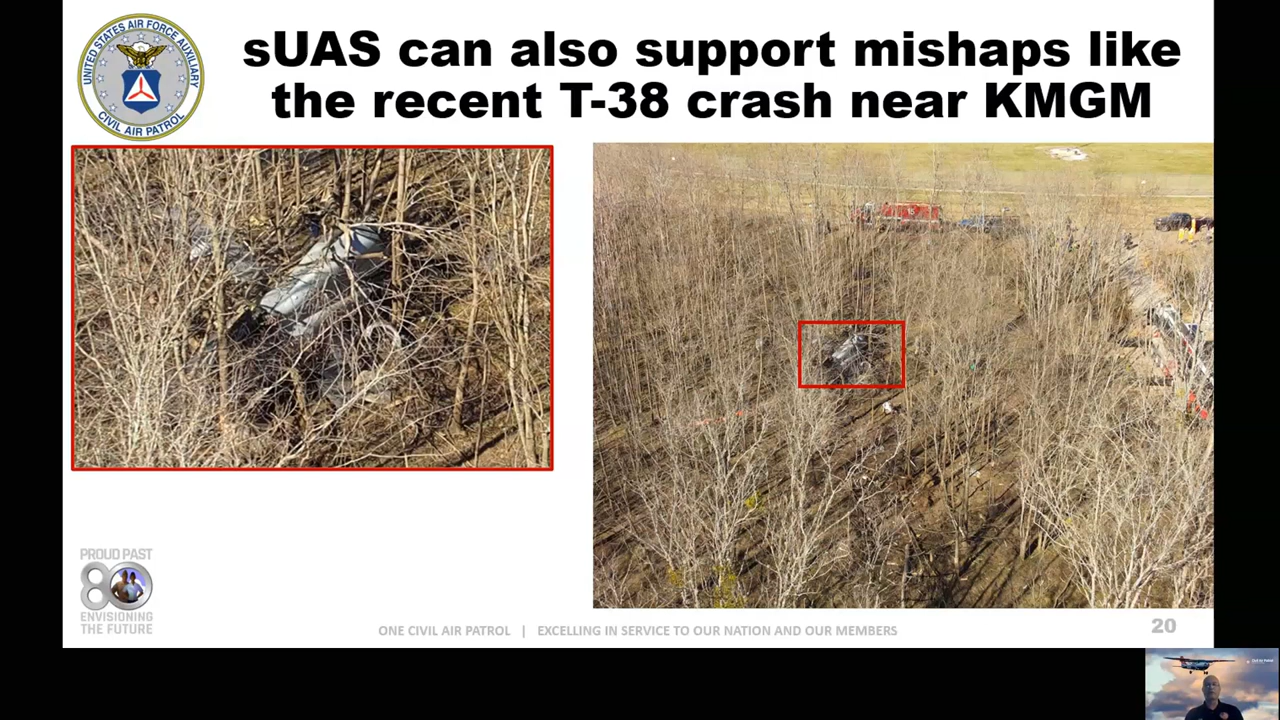 UNITED STATES AIR FORCE AUXILIARY
CIVIL AIR PATROL
sUAS can also support mishaps like
the recent T-38 crash near KMGM
PROUD PAST
80
ENVISIONING
THE FUTURE
ONE CIVIL AIR PATROL | EXCELLING IN SERVICE TO OUR NATION AND OUR MEMBERS
20